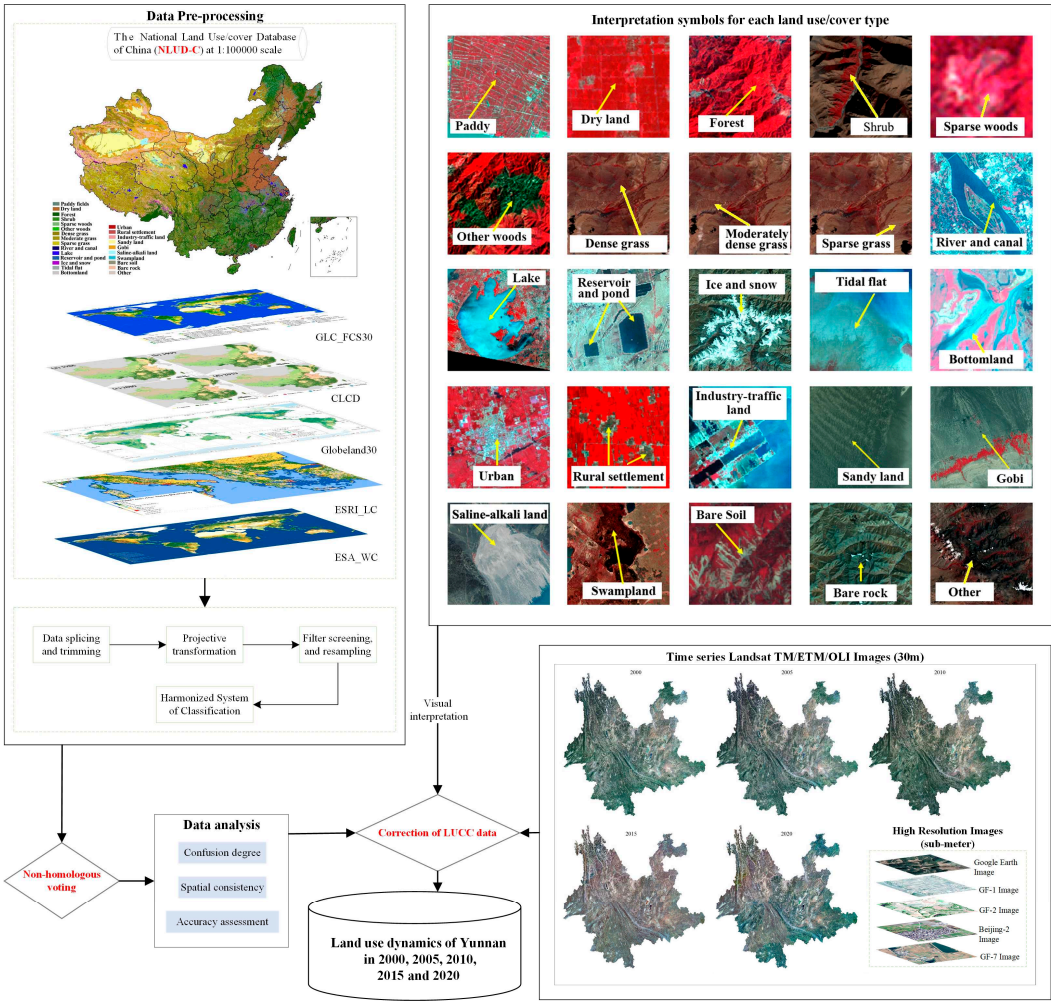 Data Pre-processing
The National Land Use/cover Database
of China (NLUD-C) at 1:100000 scale
Paddy fields
Dry land
Forest
Shrub
Sparse woods
Other woods
Dense grass
Moderate grass
Sparse grass
River and canal
Lake
Reservoir and pond
Ice and snow
Tidal flat
Bottomland
Urban
Rural settlement
Industry-traffic land
Sandy land
Gobi
Saline-alkali land
Swampland
Bare soil
Bare rock
Other
GLC_FCS30
CLCD
Globeland30
ESRI_LC
ESA_WC
Data splicing
and trimming
Projective
transformation
Filter screening,
and resampling
Harmonized System
of Classification
Interpretation symbols for each land use/cover type
Paddy
Dry land
Forest
Shrub
Sparse woods
Other woods
Dense grass
Moderately
dense grass
Sparse grass
River and canal
Lake
Reservoir
and pond
Ice and snow
Tidal flat
Bottomland
Urban
Rural settlement
Industry-traffic
land
Sandy land
Gobi
Saline-alkali land
Swampland
Bare Soil
Bare rock
Other
Visual
interpretation
Time series Landsat TM/ETM/OLI Images (30m)
2000
2005
2010
2015
2020
High Resolution Images
(sub-meter)
Google Earth
Image
GF-1 Image
GF-2 Image
Beijing-2
Image
GF-7 Image
Non-homologous
voting
Data analysis
Confusion degree
Spatial consistency
Accuracy assessment
Correction of LUCC data
Land use dynamics of Yunnan
in 2000, 2005, 2010,
2015 and 2020